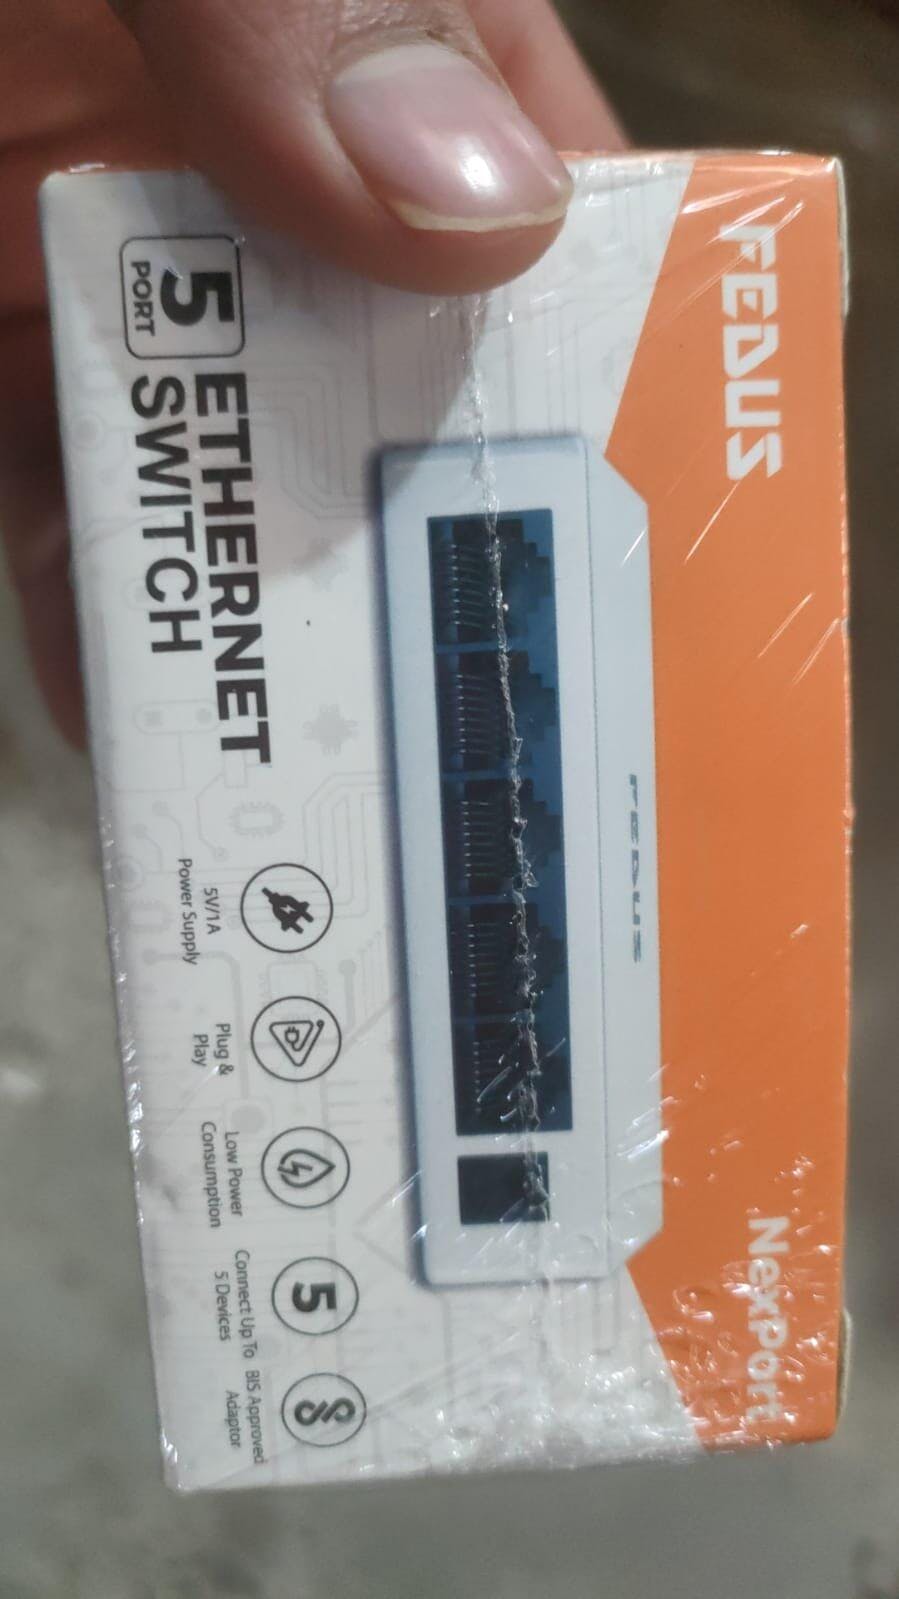 FEDUS
NexPort
FEDUS
5
PORT
ETHERNET
SWITCH
5V/1A
Power Supply
Plug &
Play
Low Power
Consumption
5
Connect Up To
5 Devices
BIS Approved
Adaptor